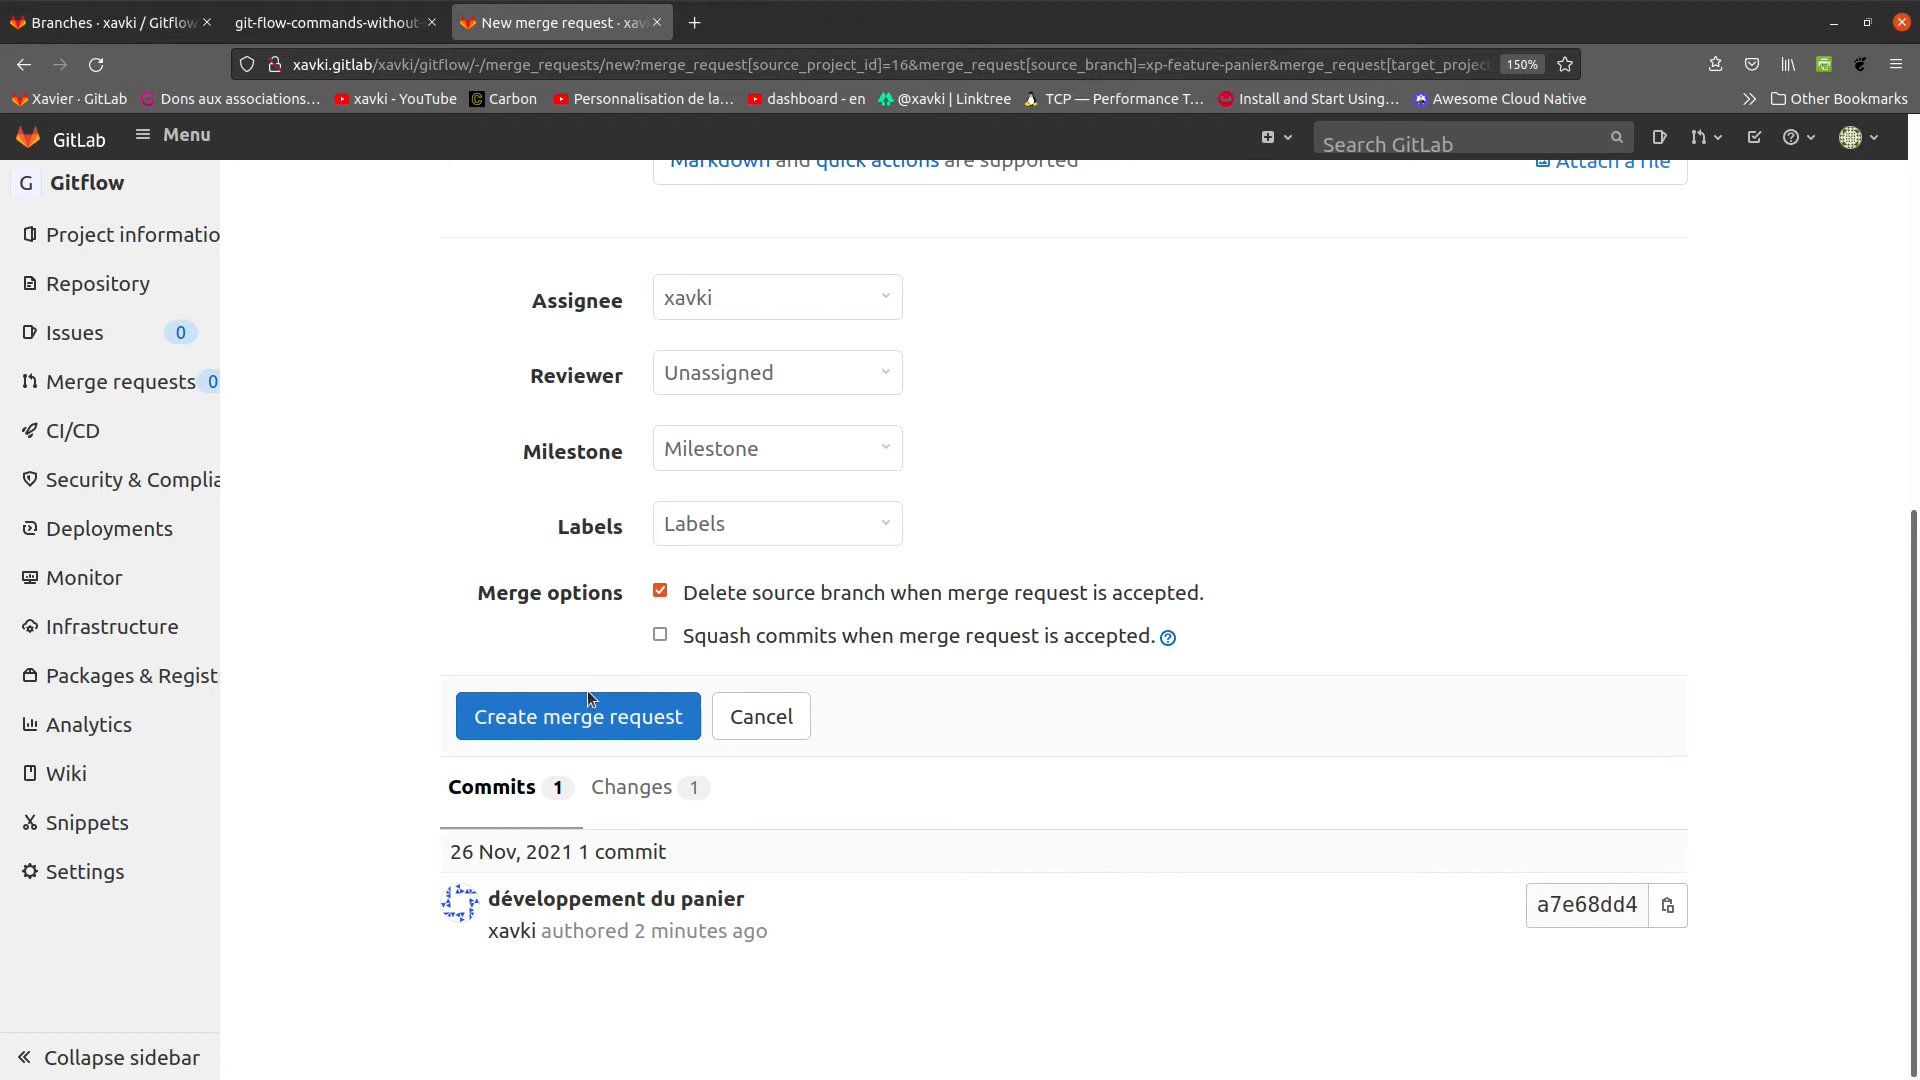 Branches · xavki / Gitflow
git-flow-commands-without-
New merge request · xavk
xavki.gitlab/xavki/gitflow/-/merge_requests/new?merge_request[source_project_id]=16&merge_request[source_branch]=xp-feature-panier&merge_request[target_project
150%
Xavier · GitLab
Dons aux associations...
xavki - YouTube
Carbon
Personnalisation de la...
dashboard - en
@xavki | Linktree
TCP — Performance T...
Install and Start Using...
Awesome Cloud Native
Other Bookmarks
GitLab
Menu
Search GitLab
G Gitflow
Project informatio
Repository
Issues 0
Merge requests 0
CI/CD
Security & Complia
Deployments
Monitor
Infrastructure
Packages & Regist
Analytics
Wiki
Snippets
Settings
Collapse sidebar
Markdown and quick actions are supported
Attach a file
Assignee xavki
Reviewer Unassigned
Milestone Milestone
Labels Labels
Merge options Delete source branch when merge request is accepted.
Squash commits when merge request is accepted.
Create merge request Cancel
Commits 1 Changes 1
26 Nov, 2021 1 commit
développement du panier
xavki authored 2 minutes ago
a7e68dd4